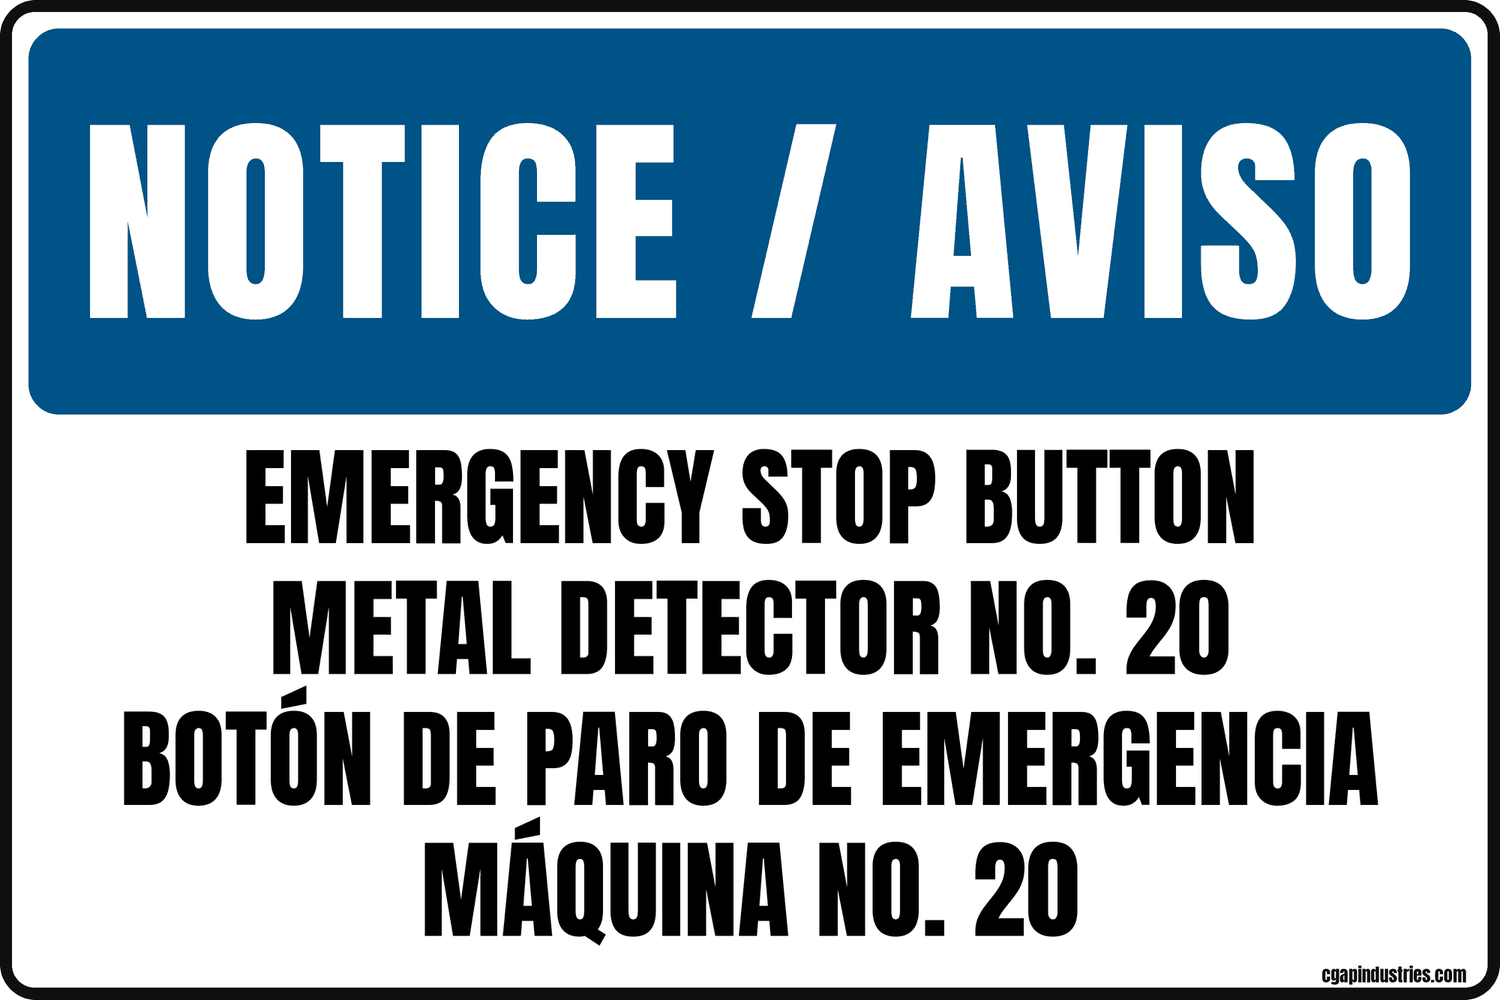 NOTICE / AVISO
EMERGENCY STOP BUTTON
METAL DETECTOR NO. 20
BOTÓN DE PARO DE EMERGENCIA
MÁQUINA NO. 20
cgapindustries.com